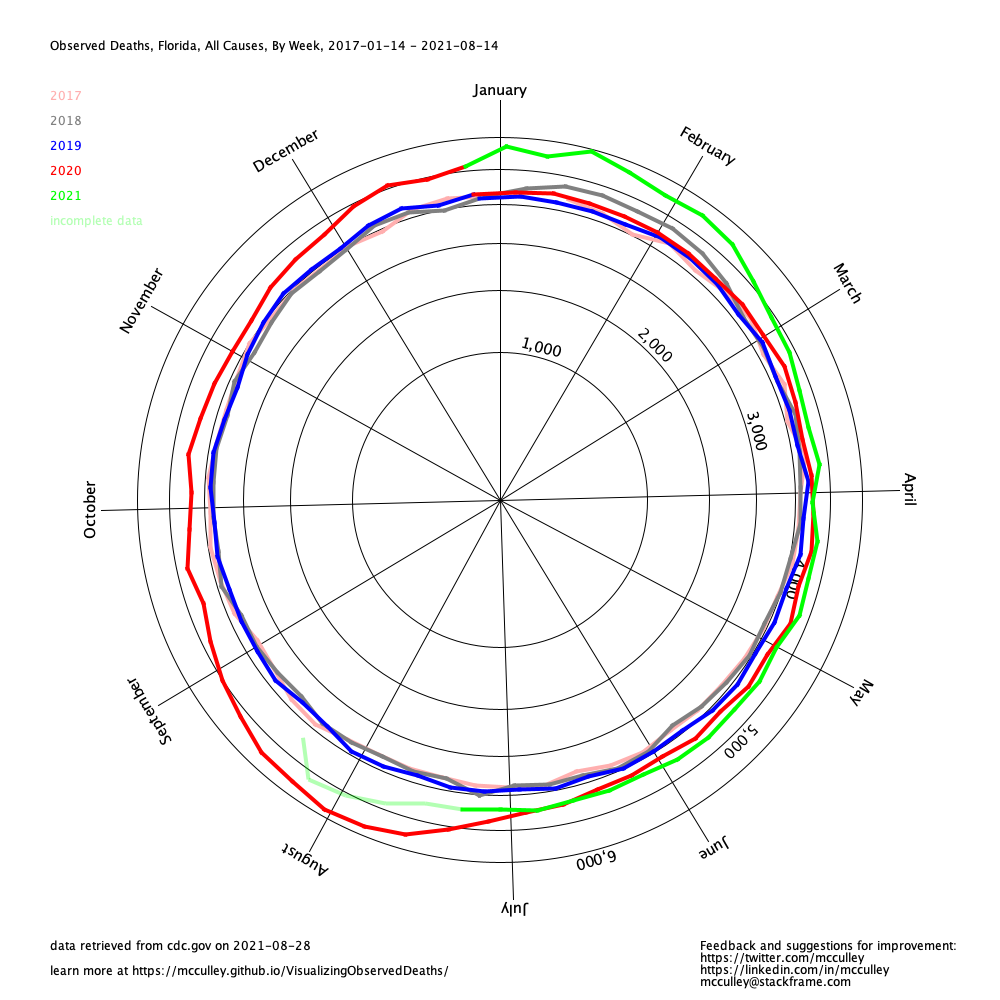 Observed Deaths, Florida, All Causes, By Week, 2017-01-14 - 2021-08-14
2017
2018
2019
2020
2021
incomplete data
January
February
March
April
May
June
July
August
September
October
November
December
1,000
2,000
3,000
4,000
5,000
6,000
data retrieved from cdc.gov on 2021-08-28
learn more at https://mcculley.github.io/VisualizingObservedDeaths/
Feedback and suggestions for improvement:
https://twitter.com/mcculley
https://linkedin.com/in/mcculley
mcculley@stackframe.com